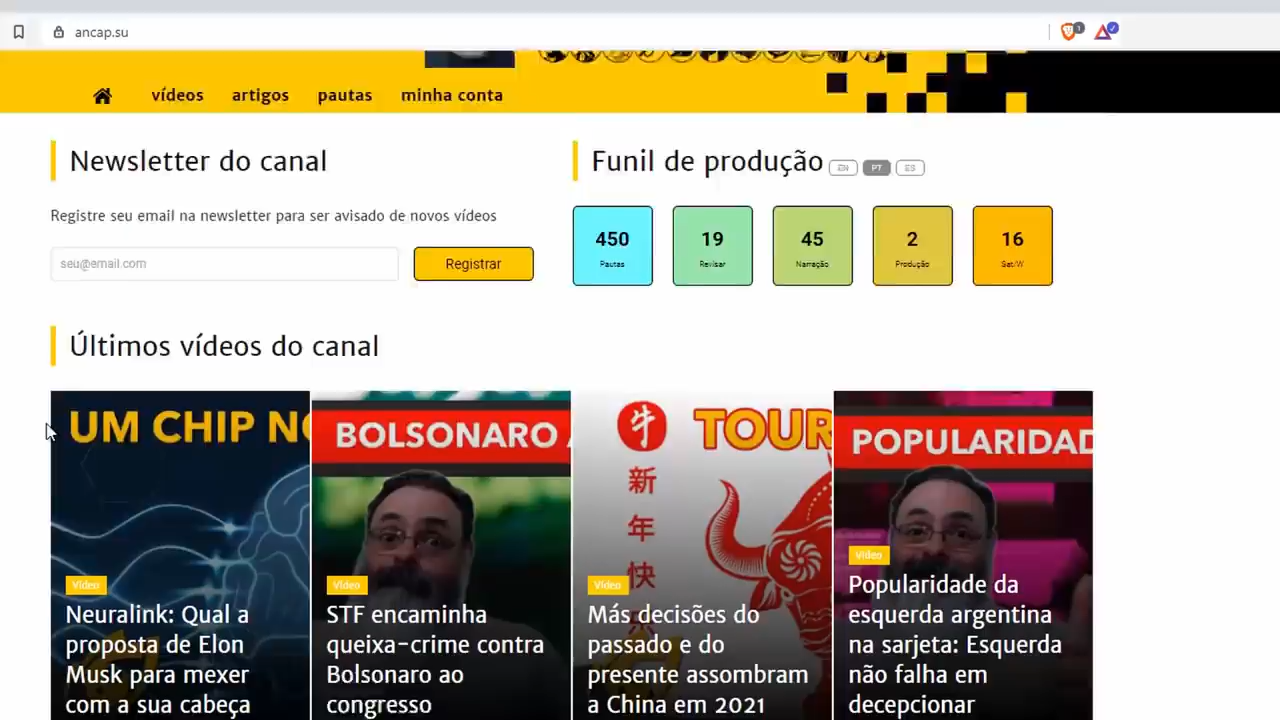 ancap.su
vídeos
artigos
pautas
minha conta
Newsletter do canal
Funil de produção
EN
PT
ES
Registre seu email na newsletter para ser avisado de novos vídeos
seu@email.com
Registrar
450
Pautas
19
Revisar
45
Narração
2
Produção
16
Sat/W
Últimos vídeos do canal
UM CHIP NO
Vídeo
Neuralink: Qual a
proposta de Elon
Musk para mexer
com a sua cabeça
BOLSONARO
Vídeo
STF encaminha
queixa-crime contra
Bolsonaro ao
congresso
牛
新
年
快
TOUR
Vídeo
Más decisões do
passado e do
presente assombram
a China em 2021
POPULARIDAD
Vídeo
Popularidade da
esquerda argentina
na sarjeta: Esquerda
não falha em
decepcionar